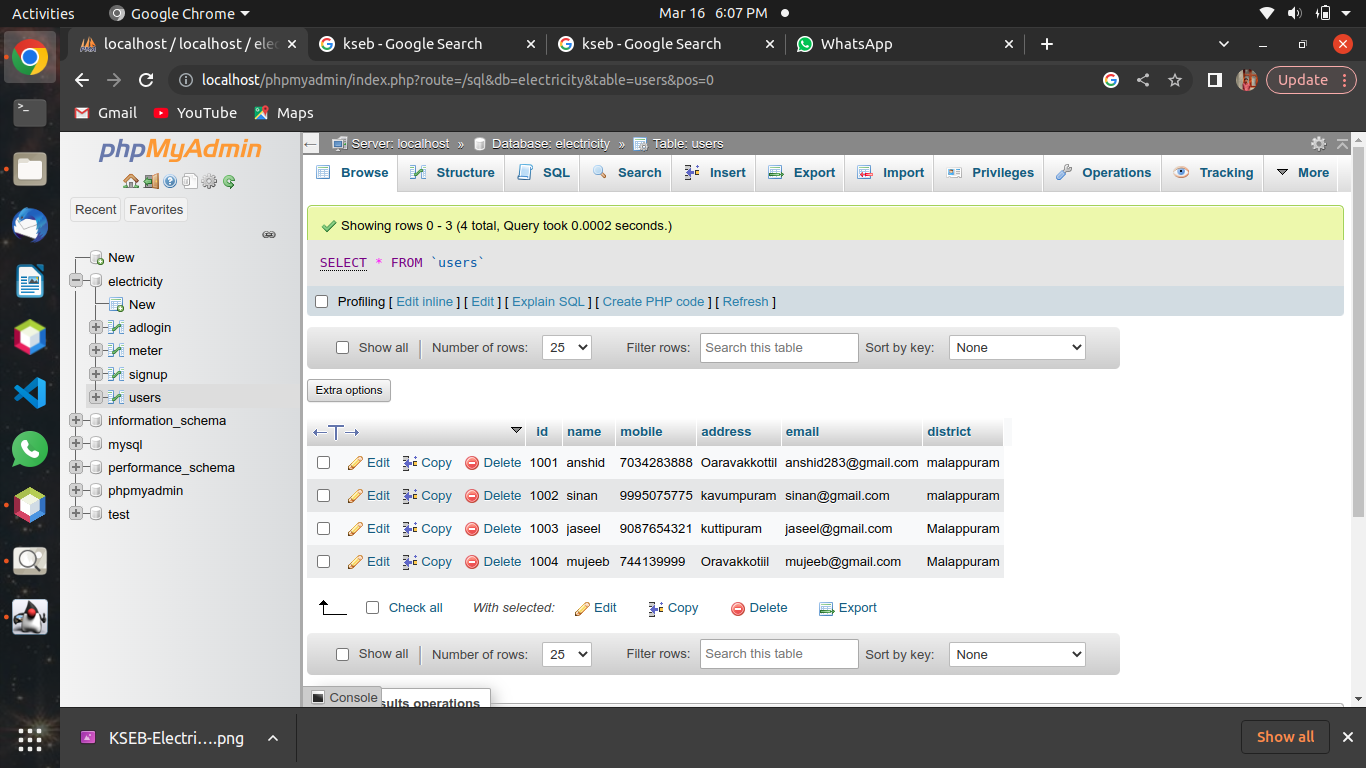 Activities Google Chrome Mar 16 6:07 PM
localhost / localhost / elec kseb - Google Search kseb - Google Search WhatsApp
localhost/phpmyadmin/index.php?route=/sql&db=electricity&table=users&pos=0 Update
Gmail YouTube Maps
phpMyAdmin
Recent Favorites
New
electricity
New
adlogin
meter
signup
users
information_schema
mysql
performance_schema
phpmyadmin
test
Server: localhost » Database: electricity » Table: users
Browse Structure SQL Search Insert Export Import Privileges Operations Tracking More
Showing rows 0 - 3 (4 total, Query took 0.0002 seconds.)
SELECT * FROM `users`
Profiling [ Edit inline ] [ Edit ] [ Explain SQL ] [ Create PHP code ] [ Refresh ]
Show all Number of rows: 25 Filter rows: Search this table Sort by key: None
Extra options
id name mobile address email district
Edit Copy Delete 1001 anshid 7034283888 Oaravakkottil anshid283@gmail.com malappuram
Edit Copy Delete 1002 sinan 9995075775 kavumpuram sinan@gmail.com malappuram
Edit Copy Delete 1003 jaseel 9087654321 kuttipuram jaseel@gmail.com Malappuram
Edit Copy Delete 1004 mujeeb 744139999 Oravakkotiil mujeeb@gmail.com Malappuram
Check all With selected: Edit Copy Delete Export
Show all Number of rows: 25 Filter rows: Search this table Sort by key: None
Console sults operations
KSEB-Electri....png Show all